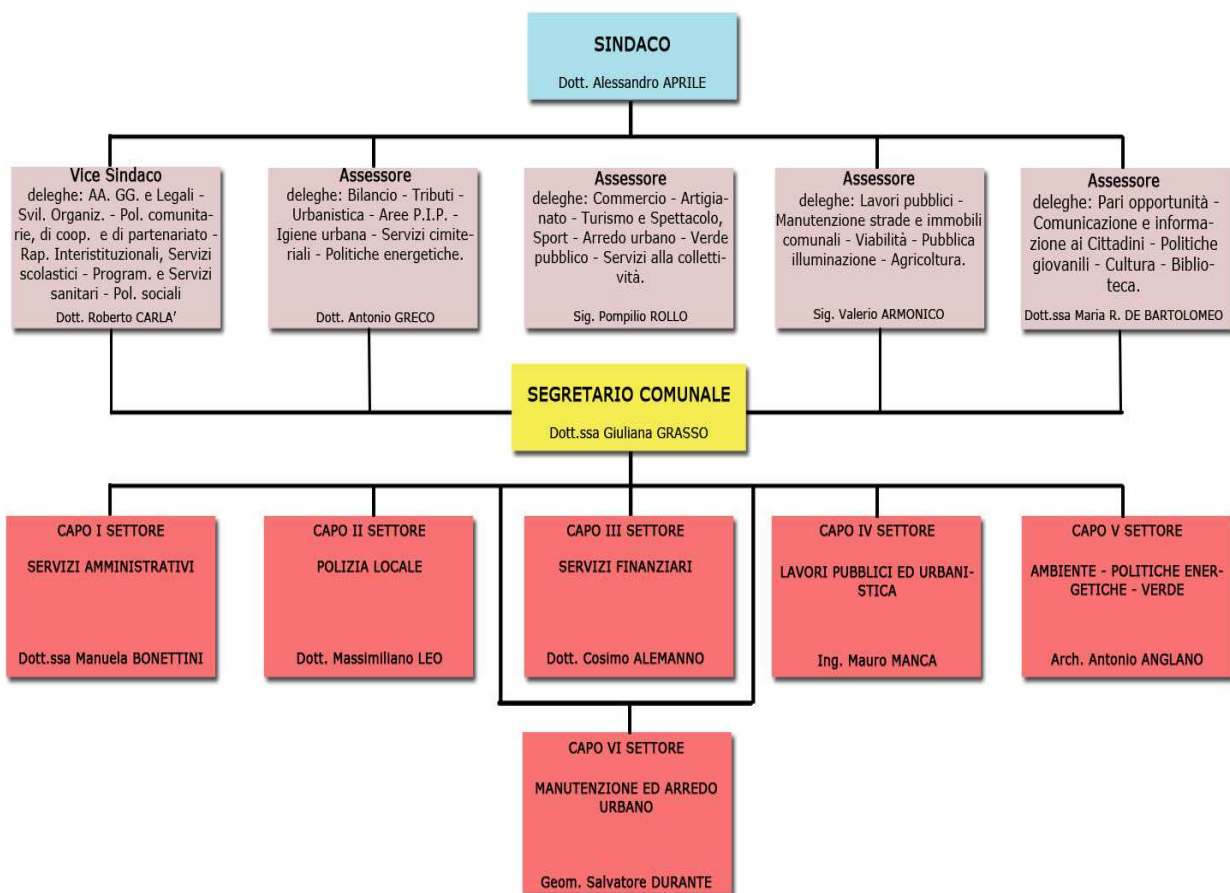 SINDACO
Dott. Alessandro APRILE
Vice Sindaco
deleghe: AA. GG. e Legali -
Svil. Organiz. - Pol. comunita-
rie, di coop. e di partenariato -
Rap. Interistituzionali, Servizi
scolastici - Program. e Servizi
sanitari - Pol. sociali
Dott. Roberto CARLA’
Assessore
deleghe: Bilancio - Tributi -
Urbanistica - Aree P.I.P. -
Igiene urbana - Servizi cimite-
riali - Politiche energetiche.
Dott. Antonio GRECO
Assessore
deleghe: Commercio - Artigia-
nato - Turismo e Spettacolo,
Sport - Arredo urbano - Verde
pubblico - Servizi alla colletti-
vità.
Sig. Pompilio ROLLO
Assessore
deleghe: Lavori pubblici -
Manutenzione strade e immobili
comunali - Viabilità - Pubblica
illuminazione - Agricoltura.
Sig. Valerio ARMONICO
Assessore
deleghe: Pari opportunità -
Comunicazione e informa-
zione ai Cittadini - Politiche
giovanili - Cultura - Biblio-
teca.
Dott.ssa Maria R. DE BARTOLOMEO
SEGRETARIO COMUNALE
Dott.ssa Giuliana GRASSO
CAPO I SETTORE
SERVIZI AMMINISTRATIVI
Dott.ssa Manuela BONETTINI
CAPO II SETTORE
POLIZIA LOCALE
Dott. Massimiliano LEO
CAPO III SETTORE
SERVIZI FINANZIARI
Dott. Cosimo ALEMANNO
CAPO IV SETTORE
LAVORI PUBBLICI ED URBANI-
STICA
Ing. Mauro MANCA
CAPO V SETTORE
AMBIENTE - POLITICHE ENER-
GETICHE - VERDE
Arch. Antonio ANGLANO
CAPO VI SETTORE
MANUTENZIONE ED ARREDO
URBANO
Geom. Salvatore DURANTE